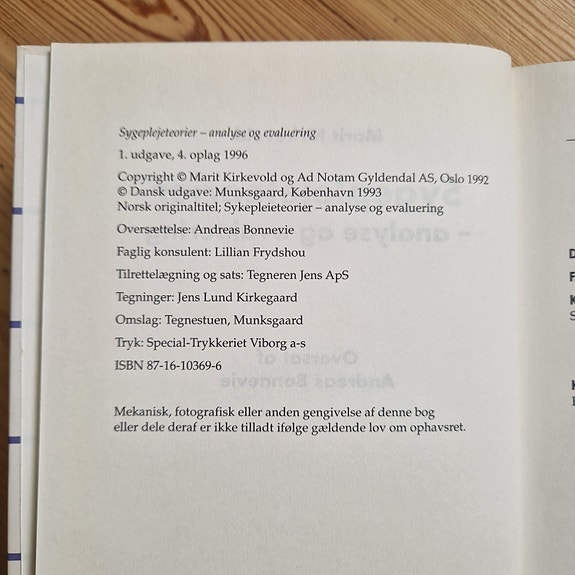 Sygeplejeteorier – analyse og evaluering
1. udgave, 4. oplag 1996
Copyright © Marit Kirkevold og Ad Notam Gyldendal AS, Oslo 1992
© Dansk udgave: Munksgaard, København 1993
Norsk originaltitel; Sykepleieteorier – analyse og evaluering
Oversættelse: Andreas Bonnevie
Faglig konsulent: Lillian Frydshou
Tilrettelægning og sats: Tegneren Jens ApS
Tegninger: Jens Lund Kirkegaard
Omslag: Tegnestuen, Munksgaard
Tryk: Special-Trykkeriet Viborg a-s
ISBN 87-16-10369-6
Mekanisk, fotografisk eller anden gengivelse af denne bog
eller dele deraf er ikke tilladt ifølge gældende lov om ophavsret.